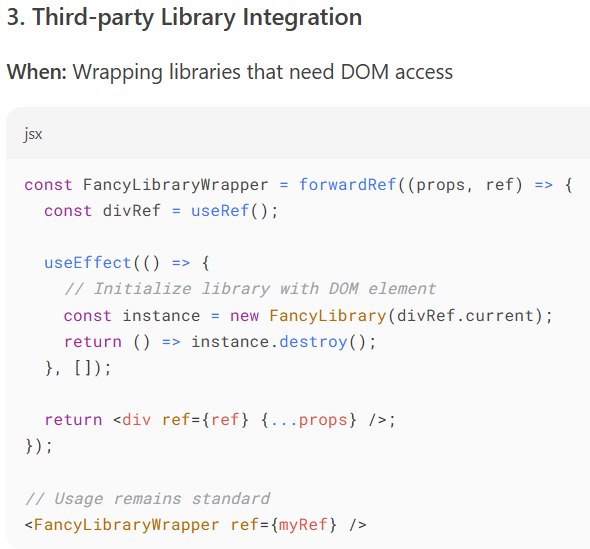 3. Third-party Library Integration
When: Wrapping libraries that need DOM access
jsx
const FancyLibraryWrapper = forwardRef((props, ref) => {
  const divRef = useRef();

  useEffect(() => {
    // Initialize library with DOM element
    const instance = new FancyLibrary(divRef.current);
    return () => instance.destroy();
  }, []);

  return <div ref={ref} {...props} />;
});

// Usage remains standard
<FancyLibraryWrapper ref={myRef} />